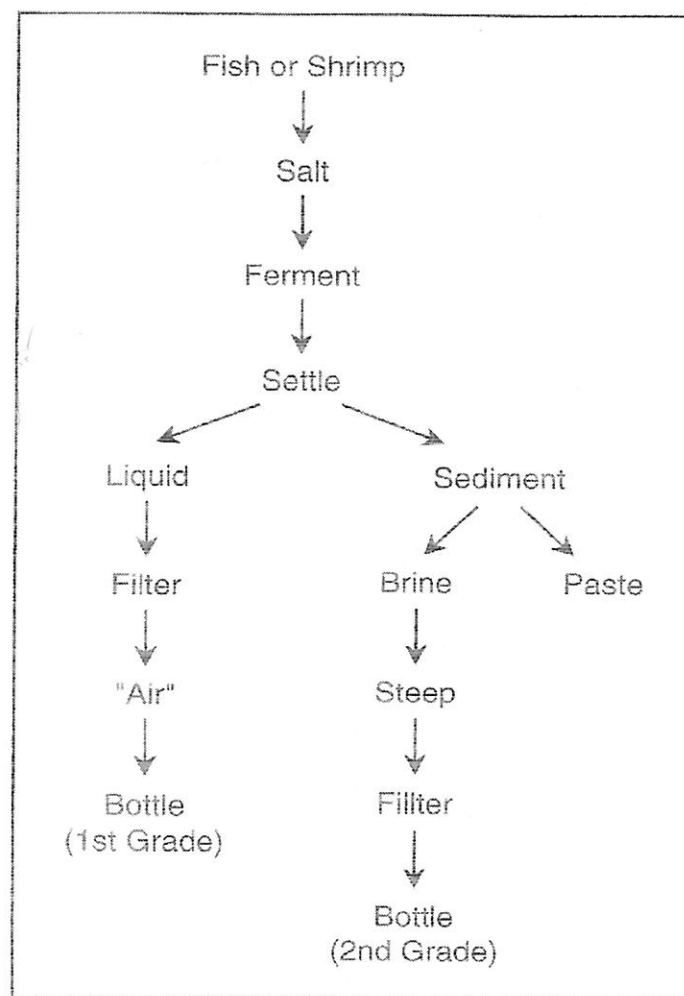 Fish or Shrimp
Salt
Ferment
Settle
Liquid Sediment
Filter Brine Paste
"Air" Steep
Bottle Fillter
(1st Grade)
Bottle
(2nd Grade)